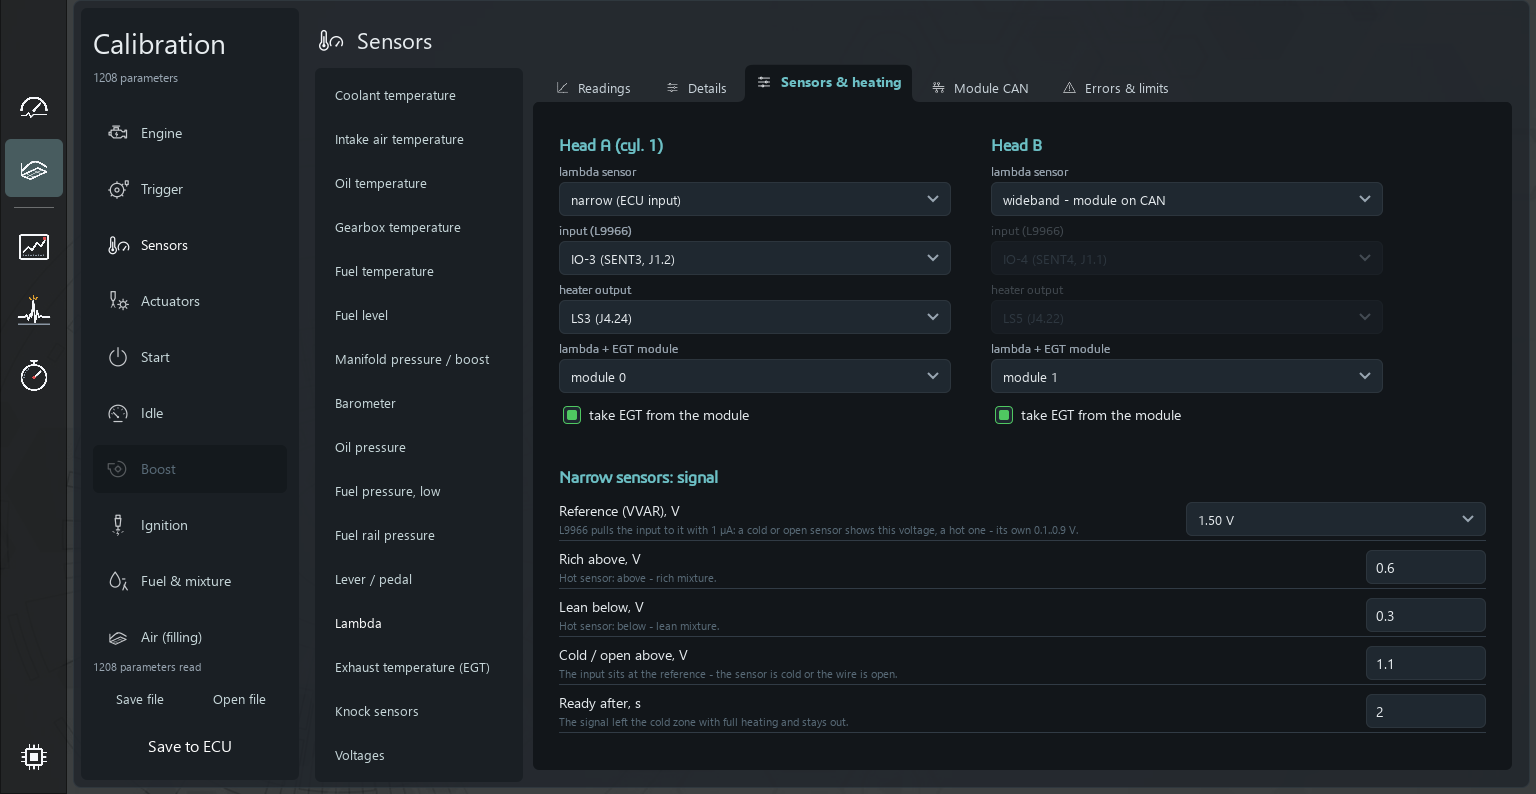 Calibration
1208 parameters
Engine
Trigger
Sensors
Actuators
Start
Idle
Boost
Ignition
Fuel & mixture
Air (filling)
1208 parameters read
Save file
Open file
Save to ECU
Sensors
Coolant temperature
Intake air temperature
Oil temperature
Gearbox temperature
Fuel temperature
Fuel level
Manifold pressure / boost
Barometer
Oil pressure
Fuel pressure, low
Fuel rail pressure
Lever / pedal
Lambda
Exhaust temperature (EGT)
Knock sensors
Voltages
Readings
Details
Sensors & heating
Module CAN
Errors & limits
Head A (cyl. 1)
lambda sensor
narrow (ECU input)
input (L9966)
IO-3 (SENT3, J1.2)
heater output
LS3 (J4.24)
lambda + EGT module
module 0
take EGT from the module
Head B
lambda sensor
wideband - module on CAN
input (L9966)
IO-4 (SENT4, J1.1)
heater output
LS5 (J4.22)
lambda + EGT module
module 1
take EGT from the module
Narrow sensors: signal
Reference (VVAR), V
L9966 pulls the input to it with 1 µA: a cold or open sensor shows this voltage, a hot one - its own 0.1..0.9 V.
1.50 V
Rich above, V
Hot sensor: above - rich mixture.
0.6
Lean below, V
Hot sensor: below - lean mixture.
0.3
Cold / open above, V
The input sits at the reference - the sensor is cold or the wire is open.
1.1
Ready after, s
The signal left the cold zone with full heating and stays out.
2